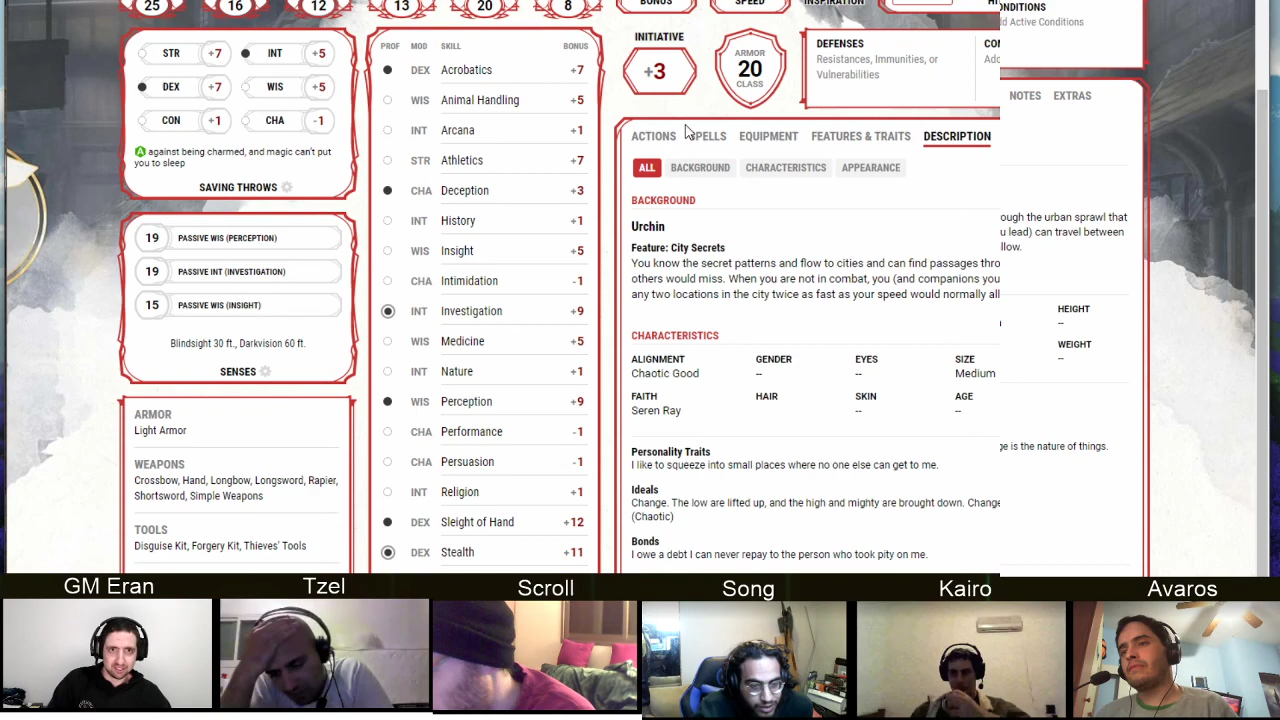 25 16 12 13 20 8
BONUS SPEED INSPIRATION
CONDITIONS
Add Active Conditions
STR +7 INT +5
DEX +7 WIS +5
CON +1 CHA -1
A against being charmed, and magic can't put
you to sleep
SAVING THROWS
19 PASSIVE WIS (PERCEPTION)
19 PASSIVE INT (INVESTIGATION)
15 PASSIVE WIS (INSIGHT)
Blindsight 30 ft., Darkvision 60 ft.
SENSES
ARMOR
Light Armor
WEAPONS
Crossbow, Hand, Longbow, Longsword, Rapier,
Shortsword, Simple Weapons
TOOLS
Disguise Kit, Forgery Kit, Thieves' Tools
PROF MOD SKILL BONUS
DEX Acrobatics +7
WIS Animal Handling +5
INT Arcana +1
STR Athletics +7
CHA Deception +3
INT History +1
WIS Insight +5
CHA Intimidation -1
INT Investigation +9
WIS Medicine +5
INT Nature +1
WIS Perception +9
CHA Performance -1
CHA Persuasion -1
INT Religion +1
DEX Sleight of Hand +12
DEX Stealth +11
INITIATIVE
+3
ARMOR
20
CLASS
DEFENSES
Resistances, Immunities, or
Vulnerabilities
ACTIONS SPELLS EQUIPMENT FEATURES & TRAITS DESCRIPTION NOTES EXTRAS
ALL BACKGROUND CHARACTERISTICS APPEARANCE
BACKGROUND
Urchin
Feature: City Secrets
You know the secret patterns and flow to cities and can find passages through the urban sprawl that
others would miss. When you are not in combat, you (and companions you lead) can travel between
any two locations in the city twice as fast as your speed would normally allow.
CHARACTERISTICS
ALIGNMENT GENDER EYES SIZE HEIGHT
Chaotic Good -- -- Medium --
FAITH HAIR SKIN AGE WEIGHT
Seren Ray -- -- -- --
Personality Traits
I like to squeeze into small places where no one else can get to me.
Ideals
Change. The low are lifted up, and the high and mighty are brought down. Change is the nature of things.
(Chaotic)
Bonds
I owe a debt I can never repay to the person who took pity on me.
GM Eran Tzel Scroll Song Kairo Avaros